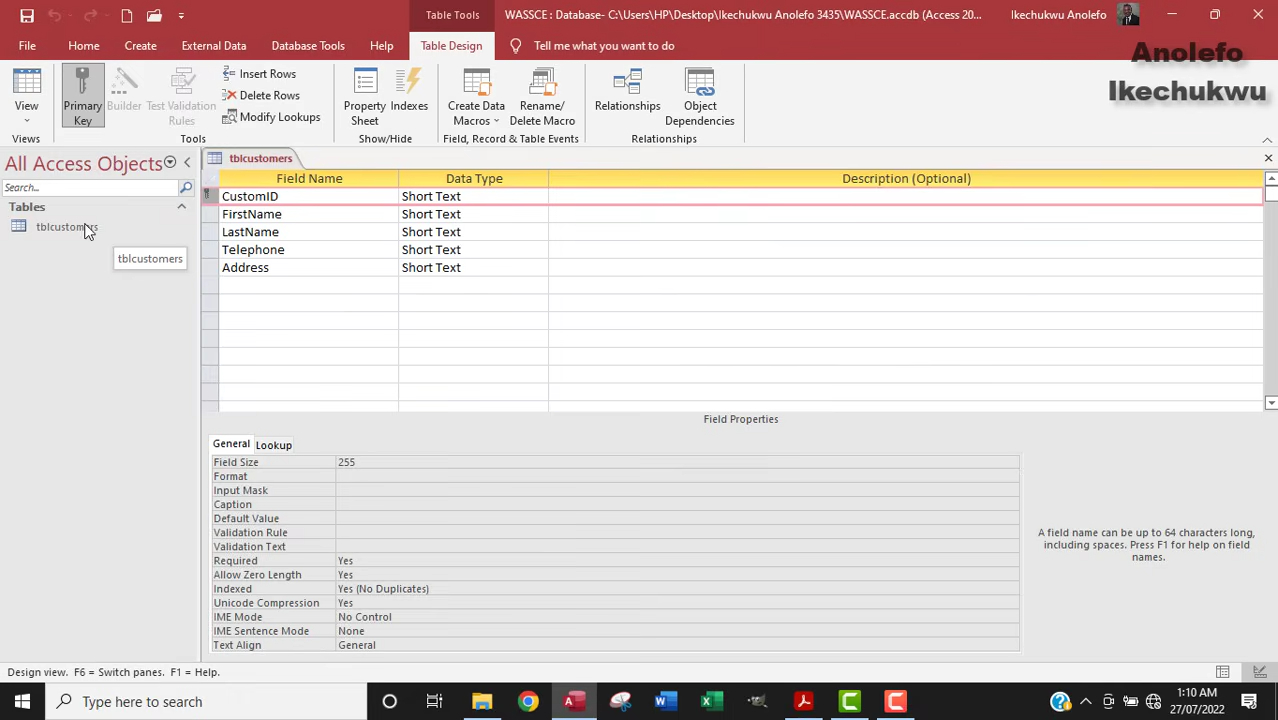 Table Tools
WASSCE : Database- C:\Users\HP\Desktop\Ikechukwu Anolefo 3435\WASSCE.accdb (Access 20...
Ikechukwu Anolefo
File
Home
Create
External Data
Database Tools
Help
Table Design
Tell me what you want to do
Anolefo
Ikechukwu
View
Primary
Key
Builder
Test Validation
Rules
Insert Rows
Delete Rows
Modify Lookups
Property
Sheet
Indexes
Create Data
Macros
Rename/
Delete Macro
Relationships
Object
Dependencies
Views
Tools
Show/Hide
Field, Record & Table Events
Relationships
All Access Objects
Search...
Tables
tblcustomers
tblcustomers
tblcustomers
Field Name
Data Type
Description (Optional)
CustomID
Short Text
FirstName
Short Text
LastName
Short Text
Telephone
Short Text
Address
Short Text
Field Properties
General
Lookup
Field Size
255
Format
Input Mask
Caption
Default Value
Validation Rule
Validation Text
Required
Yes
Allow Zero Length
Yes
Indexed
Yes (No Duplicates)
Unicode Compression
Yes
IME Mode
No Control
IME Sentence Mode
None
Text Align
General
A field name can be up to 64 characters long,
including spaces. Press F1 for help on field
names.
Design view. F6 = Switch panes. F1 = Help.
Type here to search
1:10 AM
27/07/2022